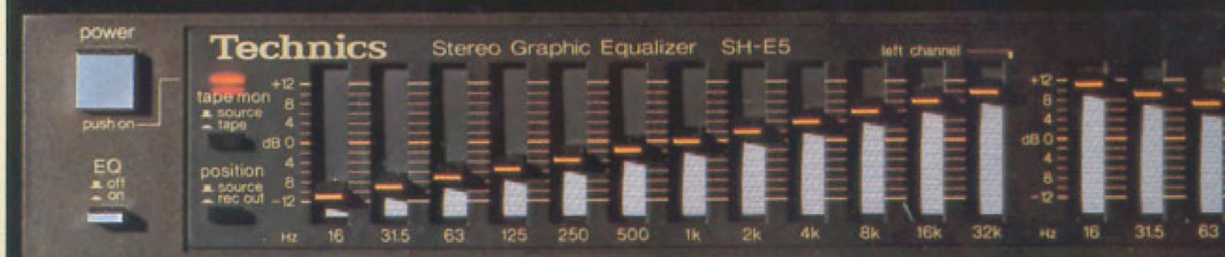 power
push on
EQ
off
on
Technics Stereo Graphic Equalizer SH-E5
left channel
tape mon
source
tape
position
source
rec out
+12
8
4
dB 0
4
8
-12
Hz 16 31.5 63 125 250 500 1k 2k 4k 8k 16k 32k
+12
8
4
dB 0
4
8
-12
Hz 16 31.5 63